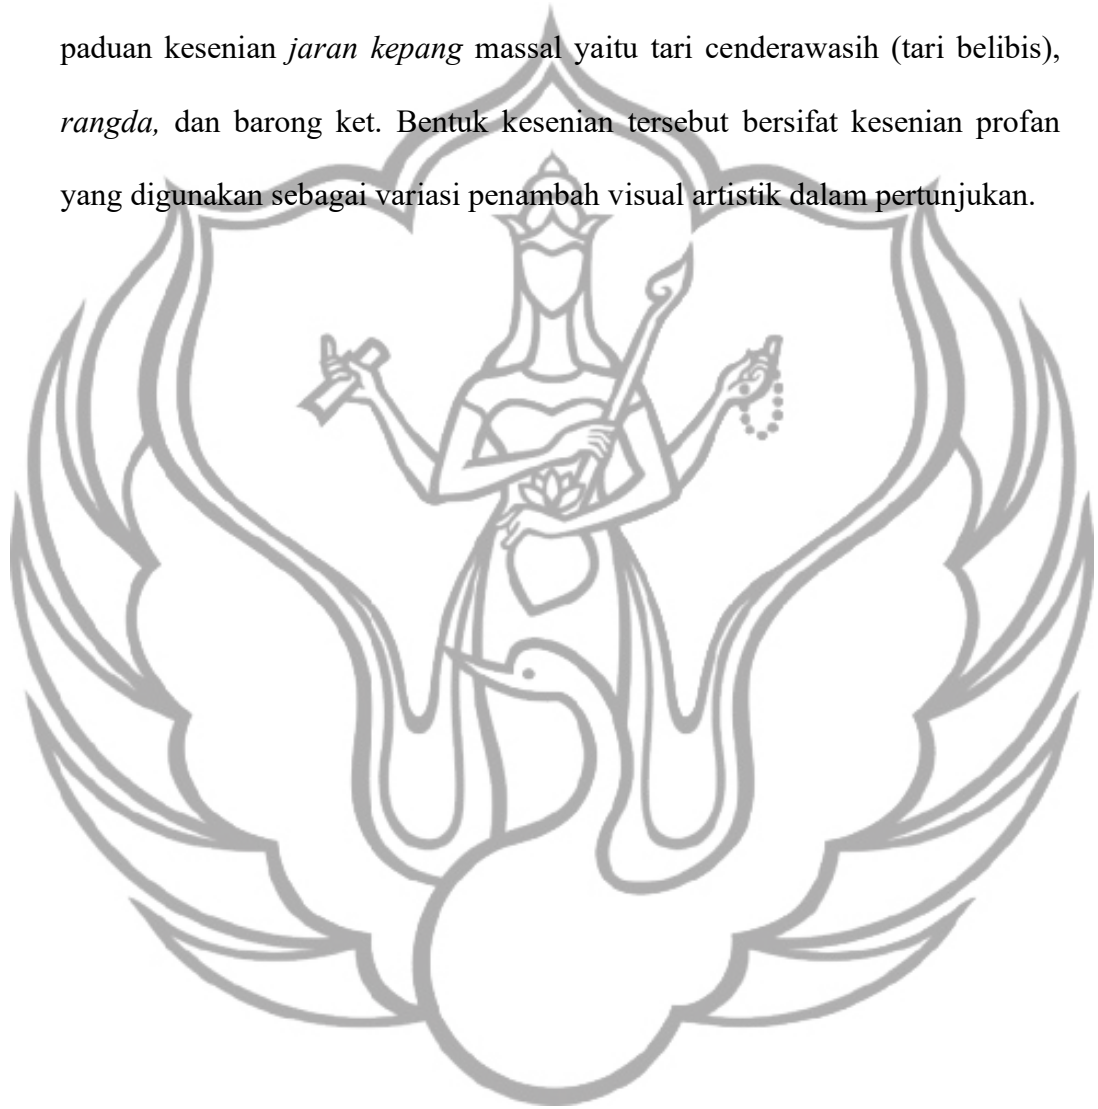 paduan kesenian jaran kepang massal yaitu tari cenderawasih (tari belibis),
rangda, dan barong ket. Bentuk kesenian tersebut bersifat kesenian profan
yang digunakan sebagai variasi penambah visual artistik dalam pertunjukan.